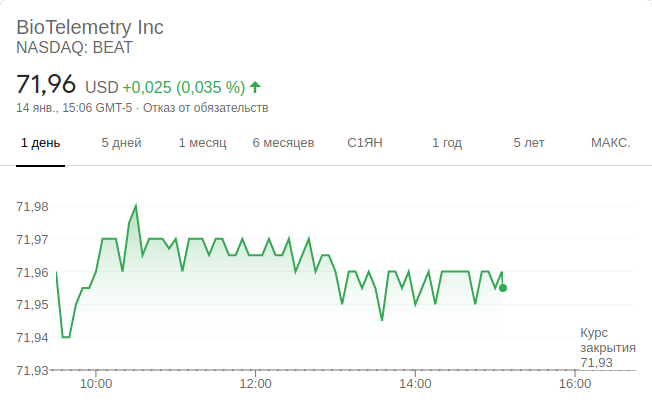 BioTelemetry Inc
NASDAQ: BEAT
71,96 USD +0,025 (0,035 %)
14 янв., 15:06 GMT-5 · Отказ от обязательств
1 день 5 дней 1 месяц 6 месяцев С1ЯН 1 год 5 лет МАКС.
71,98
71,97
71,96
71,95
71,94
71,93
Курс
закрытия
71,93
10:00 12:00 14:00 16:00